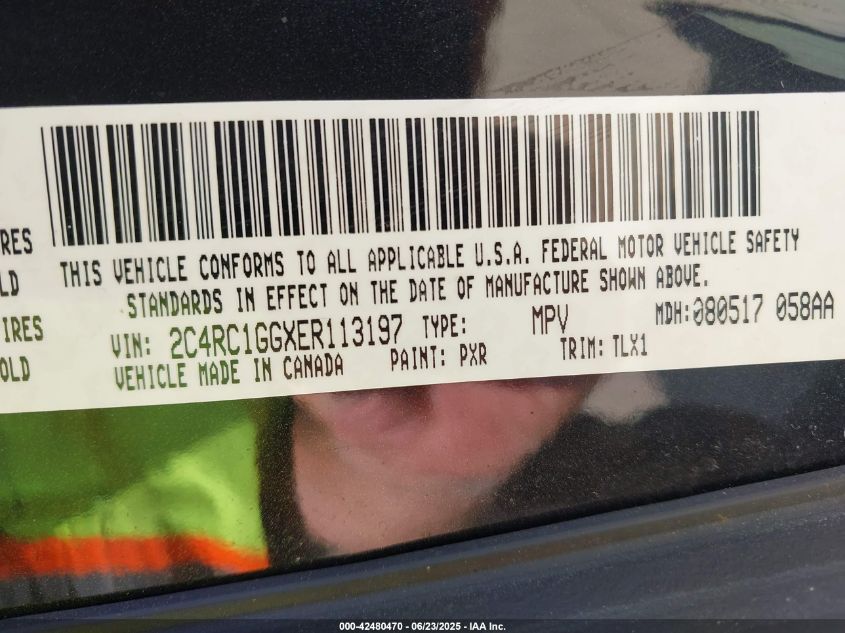 IRES
LD
THIS VEHICLE CONFORMS TO ALL APPLICABLE U.S.A. FEDERAL MOTOR VEHICLE SAFETY
STANDARDS IN EFFECT ON THE DATE OF MANUFACTURE SHOWN ABOVE.
IRES
OLD
VIN: 2C4RC1GGXER113197 TYPE: MPV MDH:080517 058AA
VEHICLE MADE IN CANADA PAINT: PXR TRIM: TLX1
000-42480470 - 06/23/2025 - IAA Inc.